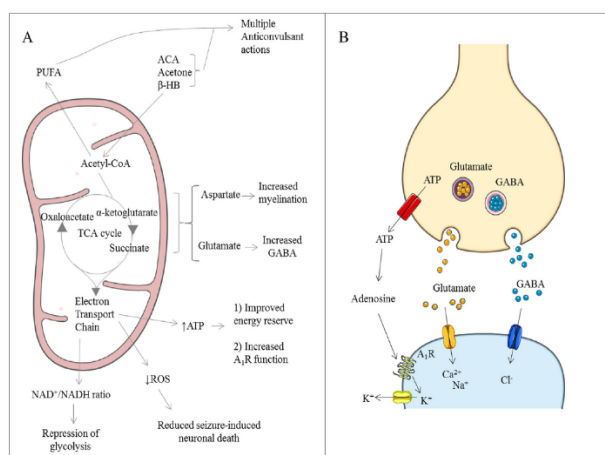 A
Multiple
Anticonvulsant
actions
PUFA
ACA
Acetone
β-HB
Acetyl-CoA
Oxaloacetate
α-ketoglutarate
TCA cycle
Succinate
Aspartate
Increased
myelination
Glutamate
Increased
GABA
Electron
Transport
Chain
↑ATP
1) Improved
energy reserve
2) Increased
A₁R function
NAD⁺/NADH ratio
↓ROS
Repression of
glycolysis
Reduced seizure-induced
neuronal death
B
Glutamate
GABA
ATP
ATP
Adenosine
Glutamate
GABA
A₁R
Ca²⁺
Na⁺
Cl⁻
K⁺
K⁺